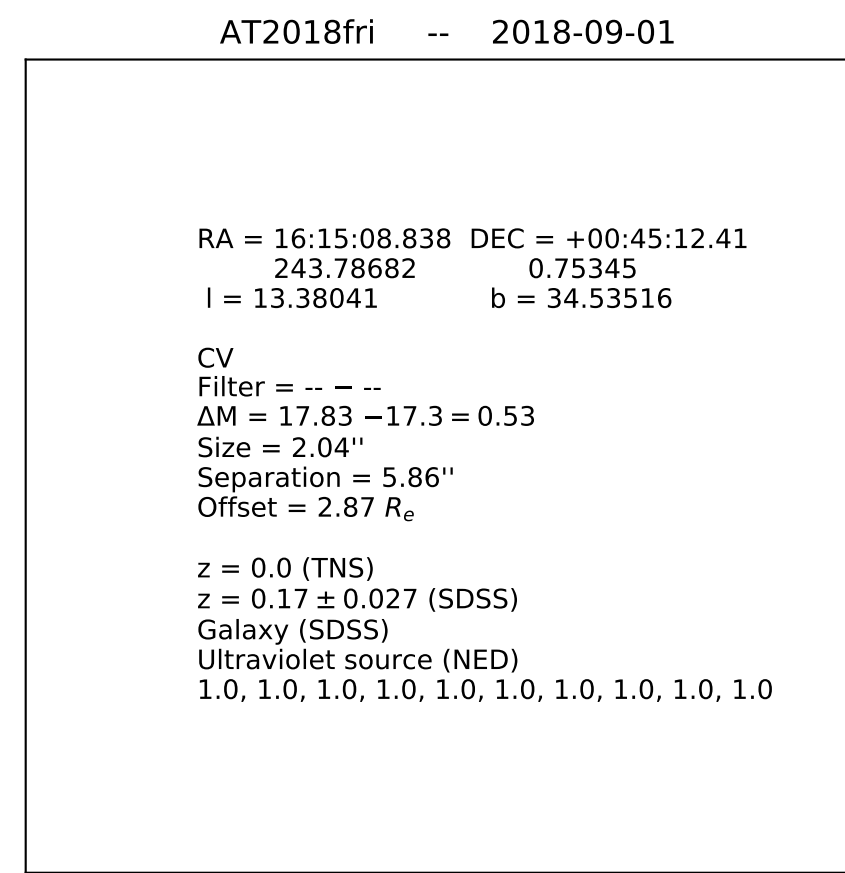 AT2018fri -- 2018-09-01
RA = 16:15:08.838 DEC = +00:45:12.41
243.78682 0.75345
l = 13.38041 b = 34.53516
CV
Filter = -- − --
ΔM = 17.83 −17.3 = 0.53
Size = 2.04''
Separation = 5.86''
Offset = 2.87 Rₑ
z = 0.0 (TNS)
z = 0.17 ± 0.027 (SDSS)
Galaxy (SDSS)
Ultraviolet source (NED)
1.0, 1.0, 1.0, 1.0, 1.0, 1.0, 1.0, 1.0, 1.0, 1.0